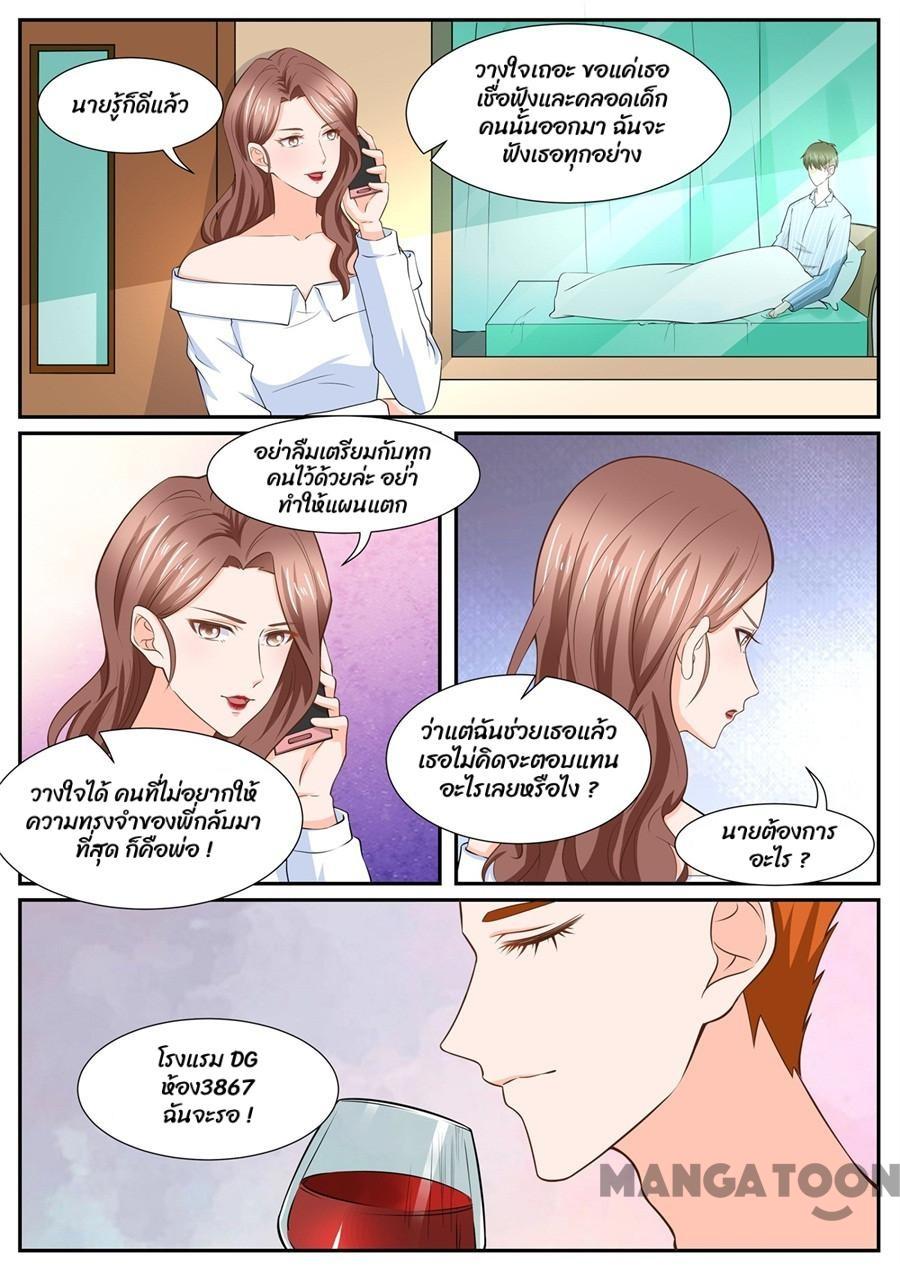 นายรู้ก็ดีแล้ว
วางใจเถอะ ขอแค่เธอ
เชื่อฟังและคลอดเด็ก
คนนั้นออกมา ฉันจะ
ฟังเธอทุกอย่าง
อย่าลืมเตรียมกับทุก
คนไว้ด้วยล่ะ อย่า
ทำให้แผนแตก
วางใจได้ คนที่ไม่อยากให้
ความทรงจำของพี่กลับมา
ที่สุด ก็คือพ่อ !
ว่าแต่ฉันช่วยเธอแล้ว
เธอไม่คิดจะตอบแทน
อะไรเลยหรือไง ?
นายต้องการ
อะไร ?
โรงแรม DG
ห้อง3867
ฉันจะรอ !
MANGATOON